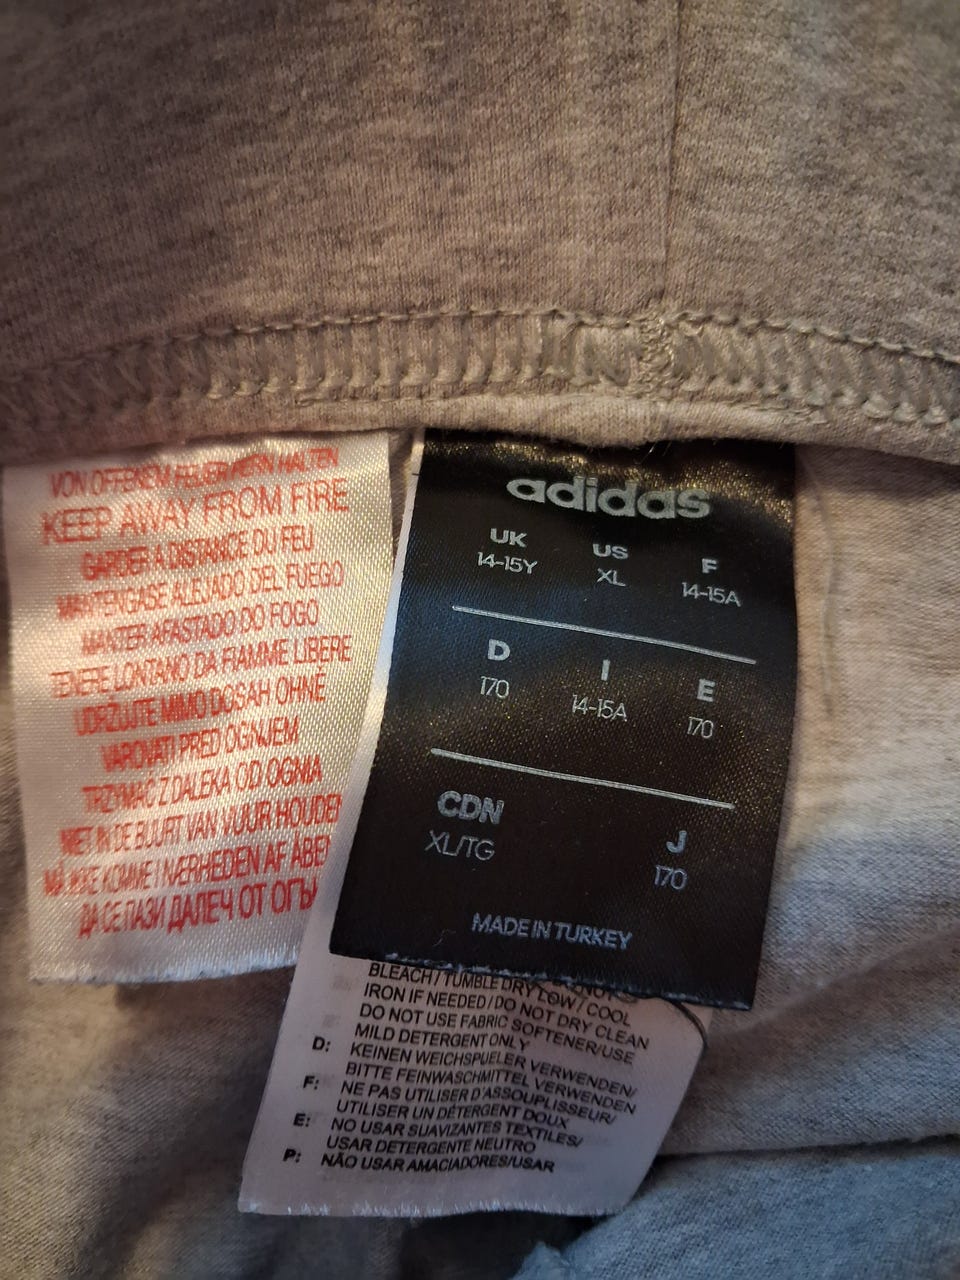 VON OFFENEM FEUER FERN HALTEN
KEEP AWAY FROM FIRE
GARDER A DISTANCE DU FEU
MANTENGASE ALEJADO DEL FUEGO
MANTER AFASTADO DO FOGO
TENERE LONTANO DA FIAMME LIBERE
UDRŽUJTE MIMO DOSAH OHNĚ
VAROVATI PRED OGNJEM
TRZYMAĆ Z DALEKA OD OGNIA
NIET IN DE BUURT VAN VUUR HOUDEN
MÅ IKKE KOMME I NÆRHEDEN AF ÅBEN
ДА СЕ ПАЗИ ДАЛЕЧ ОТ ОГЪ
adidas
UK US F
14-15Y XL 14-15A
D I E
170 14-15A 170
CDN J
XL/TG 170
MADE IN TURKEY
BLEACH/TUMBLE DRY LOW/COOL
IRON IF NEEDED/DO NOT DRY CLEAN
DO NOT USE FABRIC SOFTENER/USE
MILD DETERGENT ONLY
D: KEINEN WEICHSPUELER VERWENDEN/
BITTE FEINWASCHMITTEL VERWENDEN
F: NE PAS UTILISER D'ASSOUPLISSEUR/
UTILISER UN DÉTERGENT DOUX
E: NO USAR SUAVIZANTES TEXTILES/
USAR DETERGENTE NEUTRO
P: NÃO USAR AMACIADORES/USAR